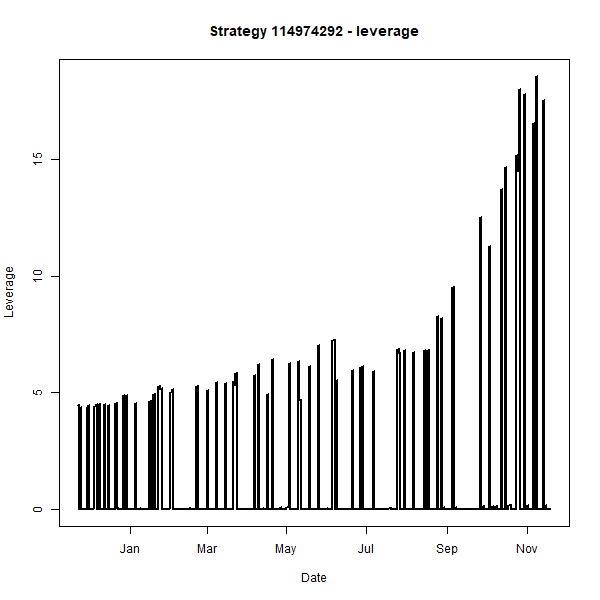 Strategy 114974292 - leverage
Leverage
15
10
5
0
Jan Mar May Jul Sep Nov
Date